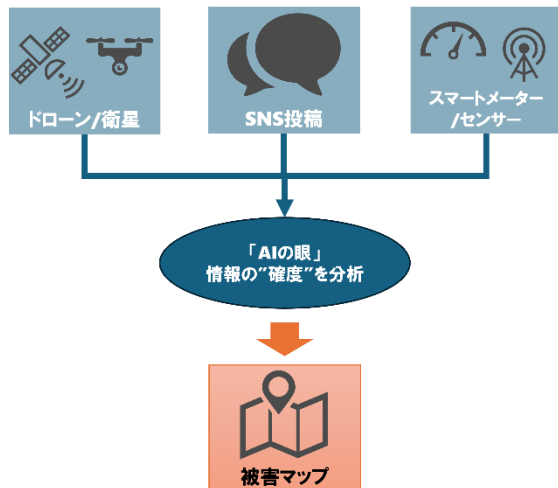 ドローン/衛星
SNS投稿
スマートメーター
/センサー
「AIの眼」
情報の”確度”を分析
被害マップ